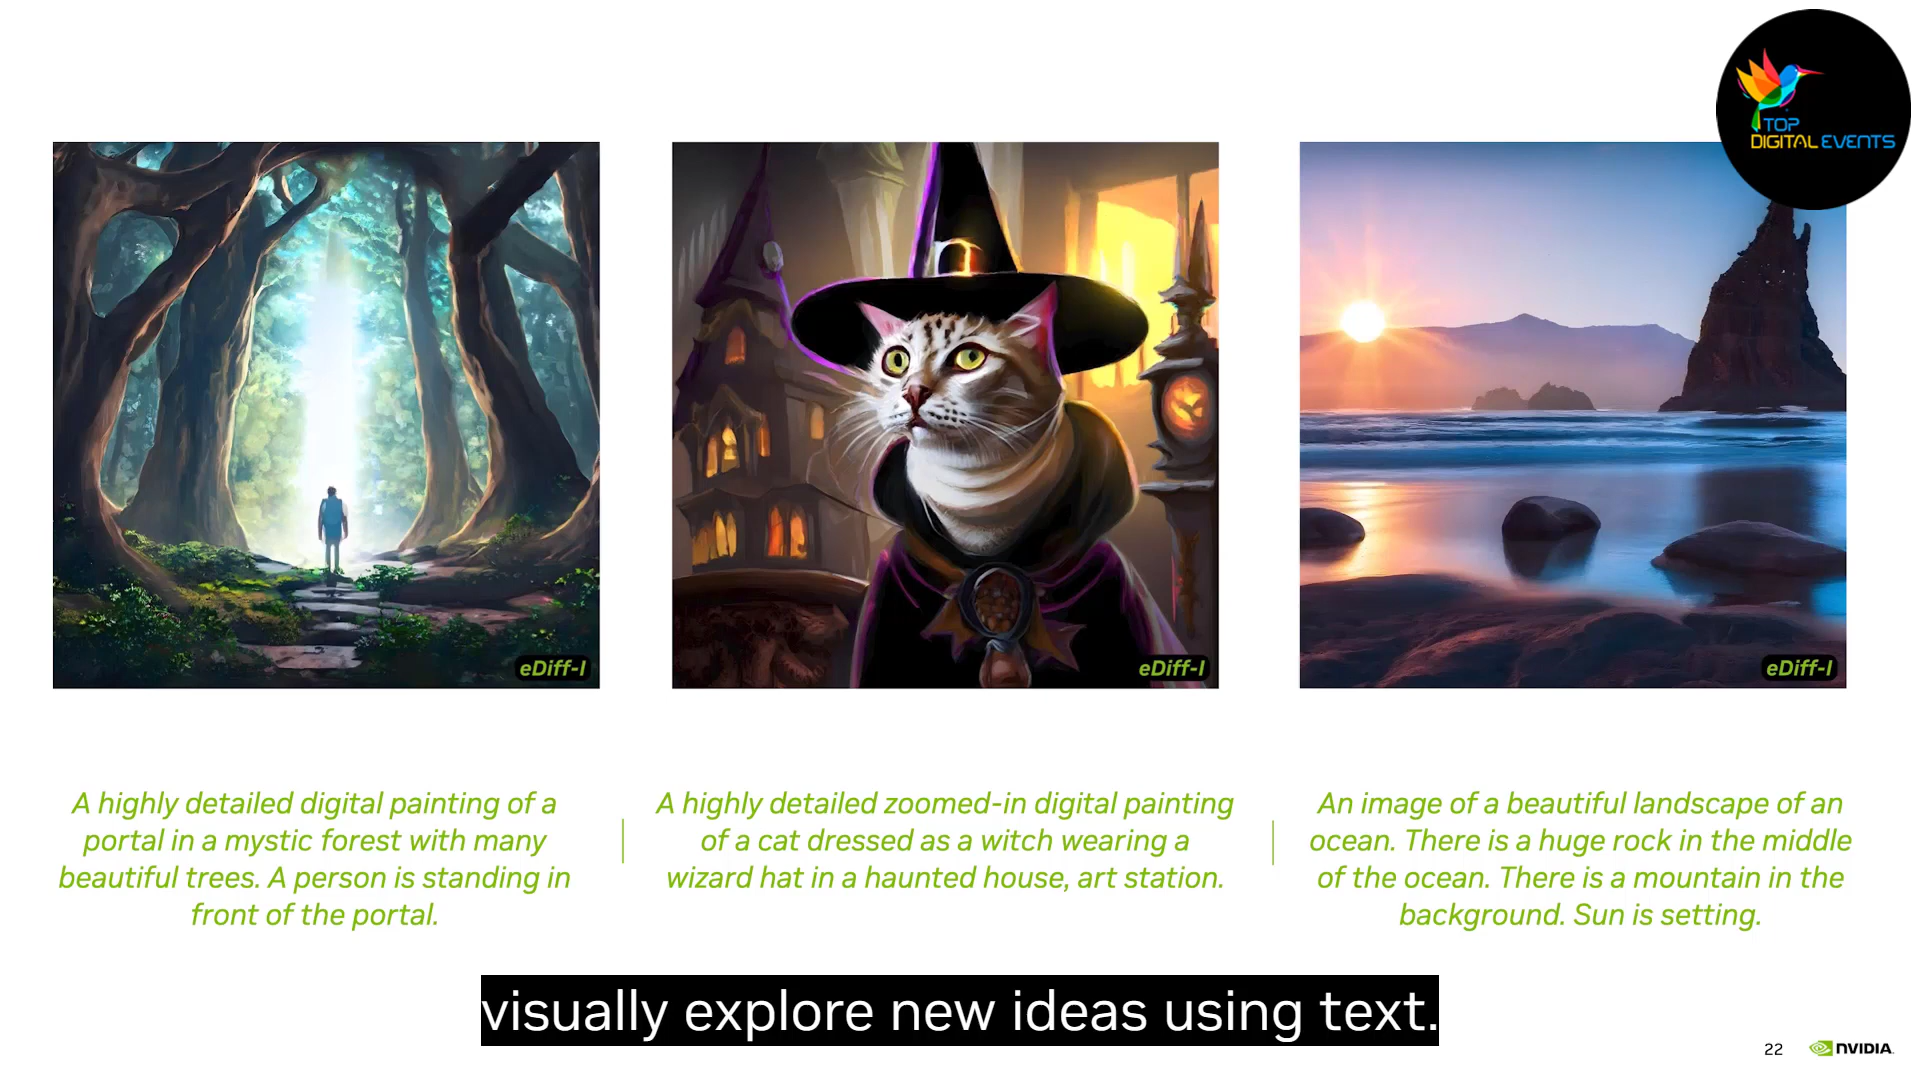 TOP
DIGITAL EVENTS
eDiff-I
eDiff-I
eDiff-I
A highly detailed digital painting of a
portal in a mystic forest with many
beautiful trees. A person is standing in
front of the portal.
A highly detailed zoomed-in digital painting
of a cat dressed as a witch wearing a
wizard hat in a haunted house, art station.
An image of a beautiful landscape of an
ocean. There is a huge rock in the middle
of the ocean. There is a mountain in the
background. Sun is setting.
visually explore new ideas using text.
22
NVIDIA.